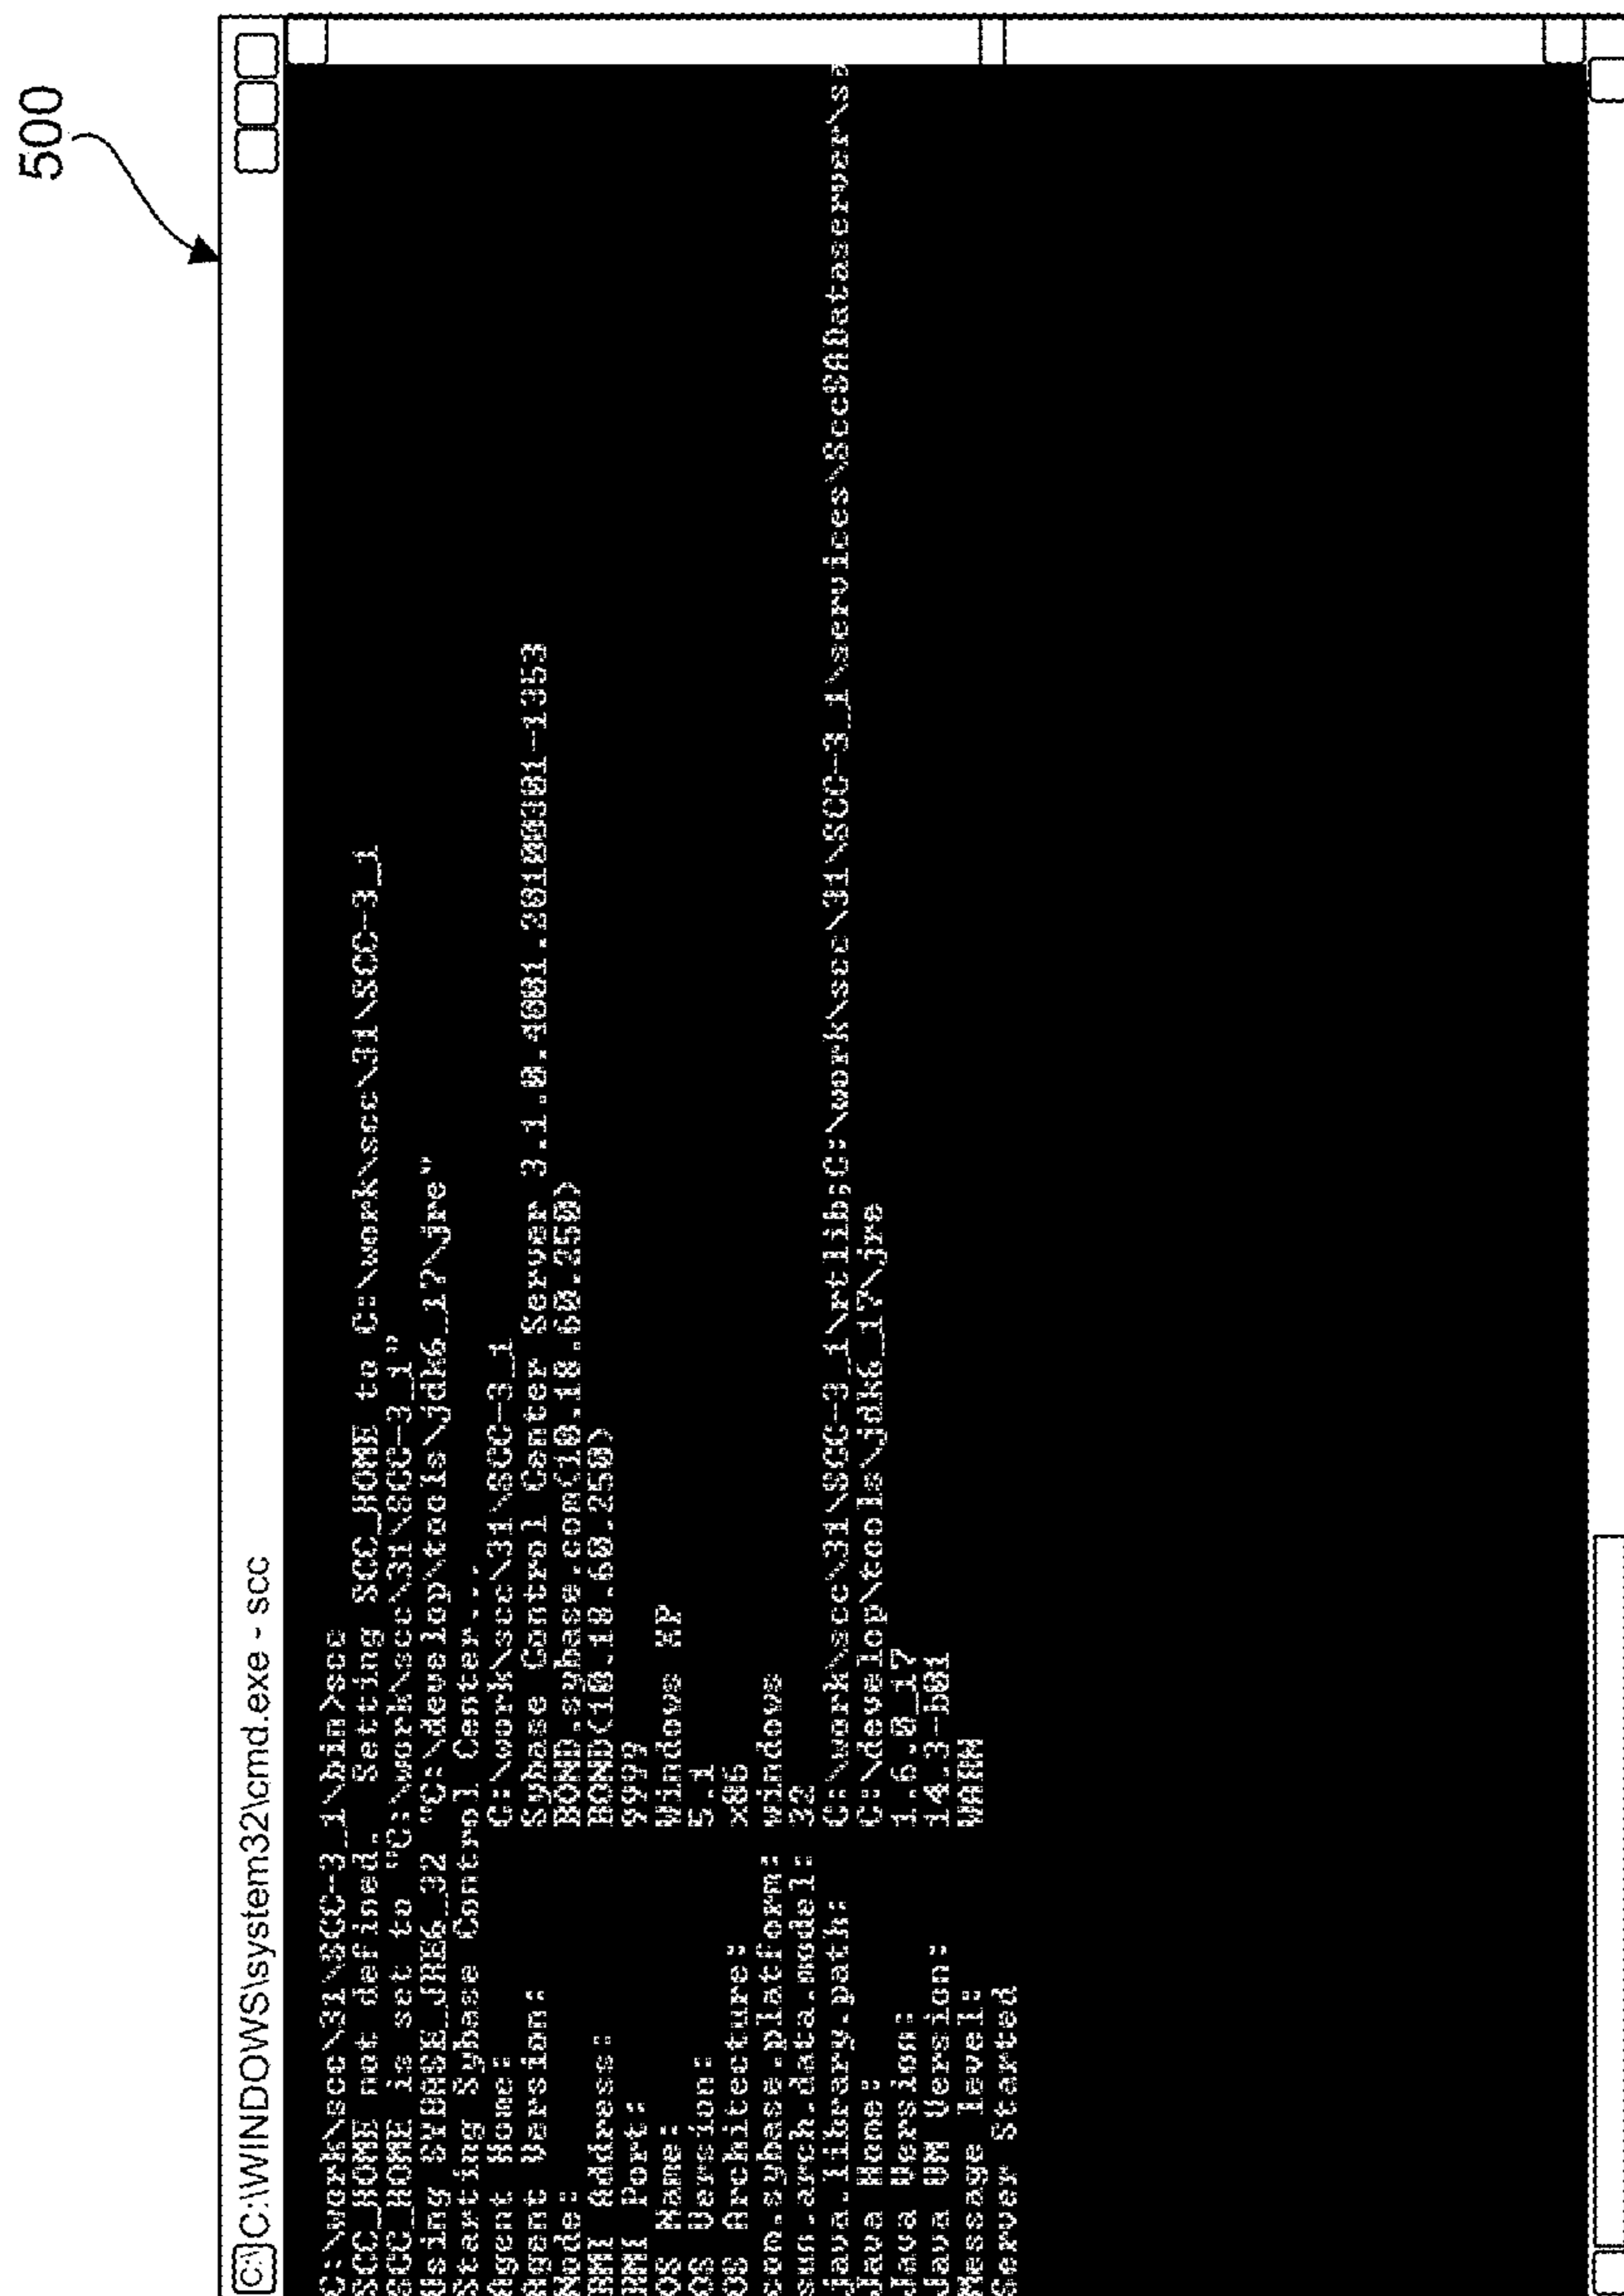 500
C:\ C:\WINDOWS\system32\cmd.exe - scc
C:\work\scc\31\SCC-3_1\bin>scc
SCC_HOME not defined. Setting SCC_HOME to C:\work\scc\31\SCC-3_1
SCC_HOME is set to "C:\work\scc\31\SCC-3_1"
Using SYBASE_JRE6_32 "C:\develop\tools\jdk6_17\jre"
Starting Sybase Control Center...
Agent Home: C:\work\scc\31\SCC-3_1
Agent Version: Sybase Control Center Server 3.1.0.4001.20100301-1353
Node: BOND.sybase.com(10.18.60.250)
RMI Address: BOND(10.18.60.250)
RMI Port: 9999
OS Name: Windows XP
OS Version: 5.1
OS Architecture: x86
com.sybase.platform: windows
sun.arch.data.model: 32
java.library.path: C:\work\scc\31\SCC-3_1\rtlib;C:\work\scc\31\SCC-3_1\services\SccSADataserver\s
Java Home: C:\develop\tools\jdk6_17\jre
Java Version: 1.6.0_17
Java VM Version: 14.3-b01
Message level: WARN
Server Started